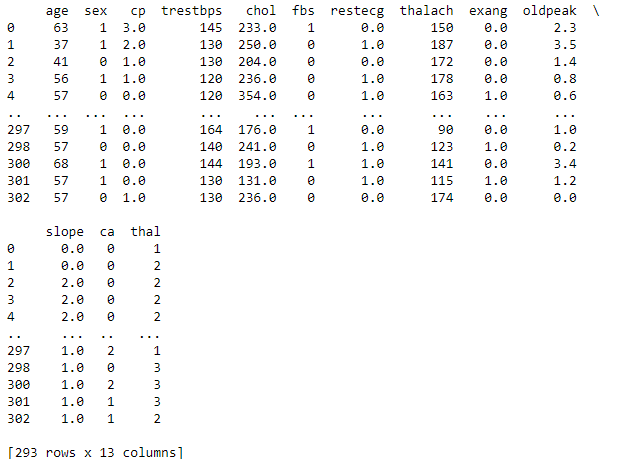 age  sex   cp  trestbps   chol  fbs  restecg  thalach  exang  oldpeak  \
0     63    1  3.0       145  233.0    1      0.0      150    0.0      2.3
1     37    1  2.0       130  250.0    0      1.0      187    0.0      3.5
2     41    0  1.0       130  204.0    0      0.0      172    0.0      1.4
3     56    1  1.0       120  236.0    0      1.0      178    0.0      0.8
4     57    0  0.0       120  354.0    0      1.0      163    1.0      0.6
..   ...  ...  ...       ...    ...  ...      ...      ...    ...      ...
297   59    1  0.0       164  176.0    1      0.0       90    0.0      1.0
298   57    0  0.0       140  241.0    0      1.0      123    1.0      0.2
300   68    1  0.0       144  193.0    1      1.0      141    0.0      3.4
301   57    1  0.0       130  131.0    0      1.0      115    1.0      1.2
302   57    0  1.0       130  236.0    0      0.0      174    0.0      0.0

     slope  ca  thal
0      0.0   0     1
1      0.0   0     2
2      2.0   0     2
3      2.0   0     2
4      2.0   0     2
..     ...  ..   ...
297    1.0   2     1
298    1.0   0     3
300    1.0   2     3
301    1.0   1     3
302    1.0   1     2

[293 rows x 13 columns]